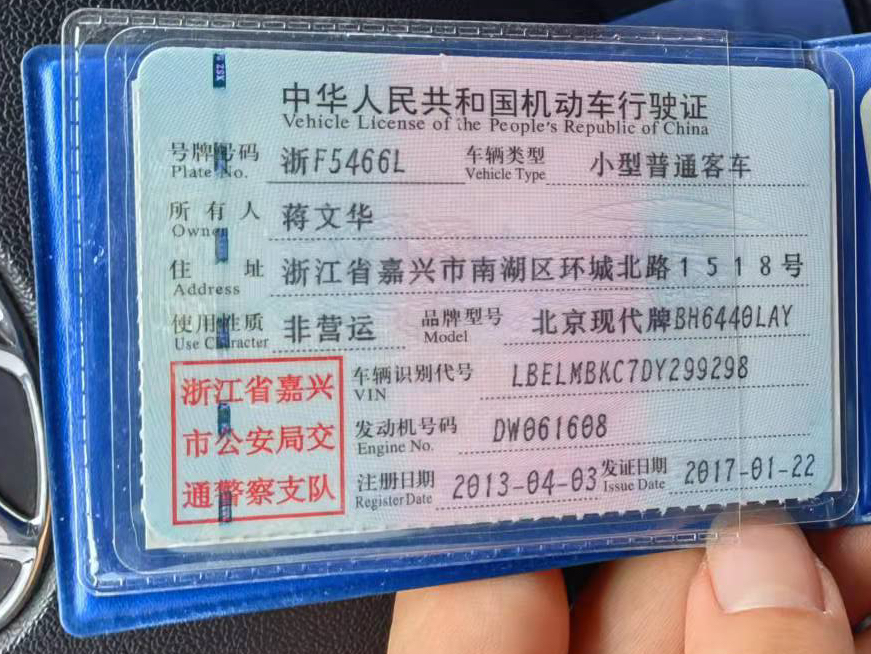 中华人民共和国机动车行驶证
Vehicle License of the People's Republic of China
号牌号码 浙F5466L 车辆类型 小型普通客车
Plate No. Vehicle Type
所有人 蒋文华
Owner
住址 浙江省嘉兴市南湖区环城北路1518号
Address
使用性质 非营运 品牌型号 北京现代牌BH6440LAY
Use Character Model
浙江省嘉兴
市公安局交
通警察支队
车辆识别代号 LBELMBKC7DY299298
VIN
发动机号码 DW061608
Engine No.
注册日期 2013-04-03 发证日期 2017-01-22
Register Date Issue Date